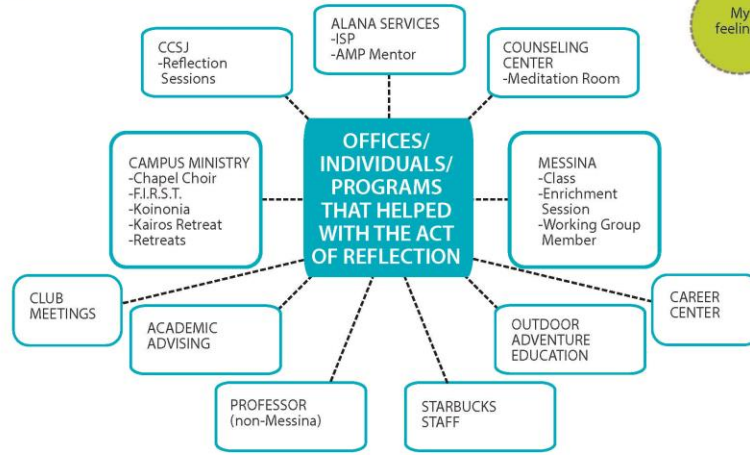 ALANA SERVICES
-ISP
-AMP Mentor
My
CCSJ
-Reflection
Sessions
COUNSELING
CENTER
-Meditation Room
OFFICES/
INDIVIDUALS/
PROGRAMS
THAT HELPED
WITH THE ACT
OF REFLECTION
CAMPUS MINISTRY
-Chapel Choir
-F.I.R.S.T.
-Koinonia
-Kairos Retreat
-Retreats
MESSINA
-Class
-Enrichment
Session
-Working Group
Member
CLUB
MEETINGS
ACADEMIC
ADVISING
OUTDOOR
ADVENTURE
EDUCATION
CAREER
CENTER
PROFESSOR
(non-Messina)
STARBUCKS
STAFF